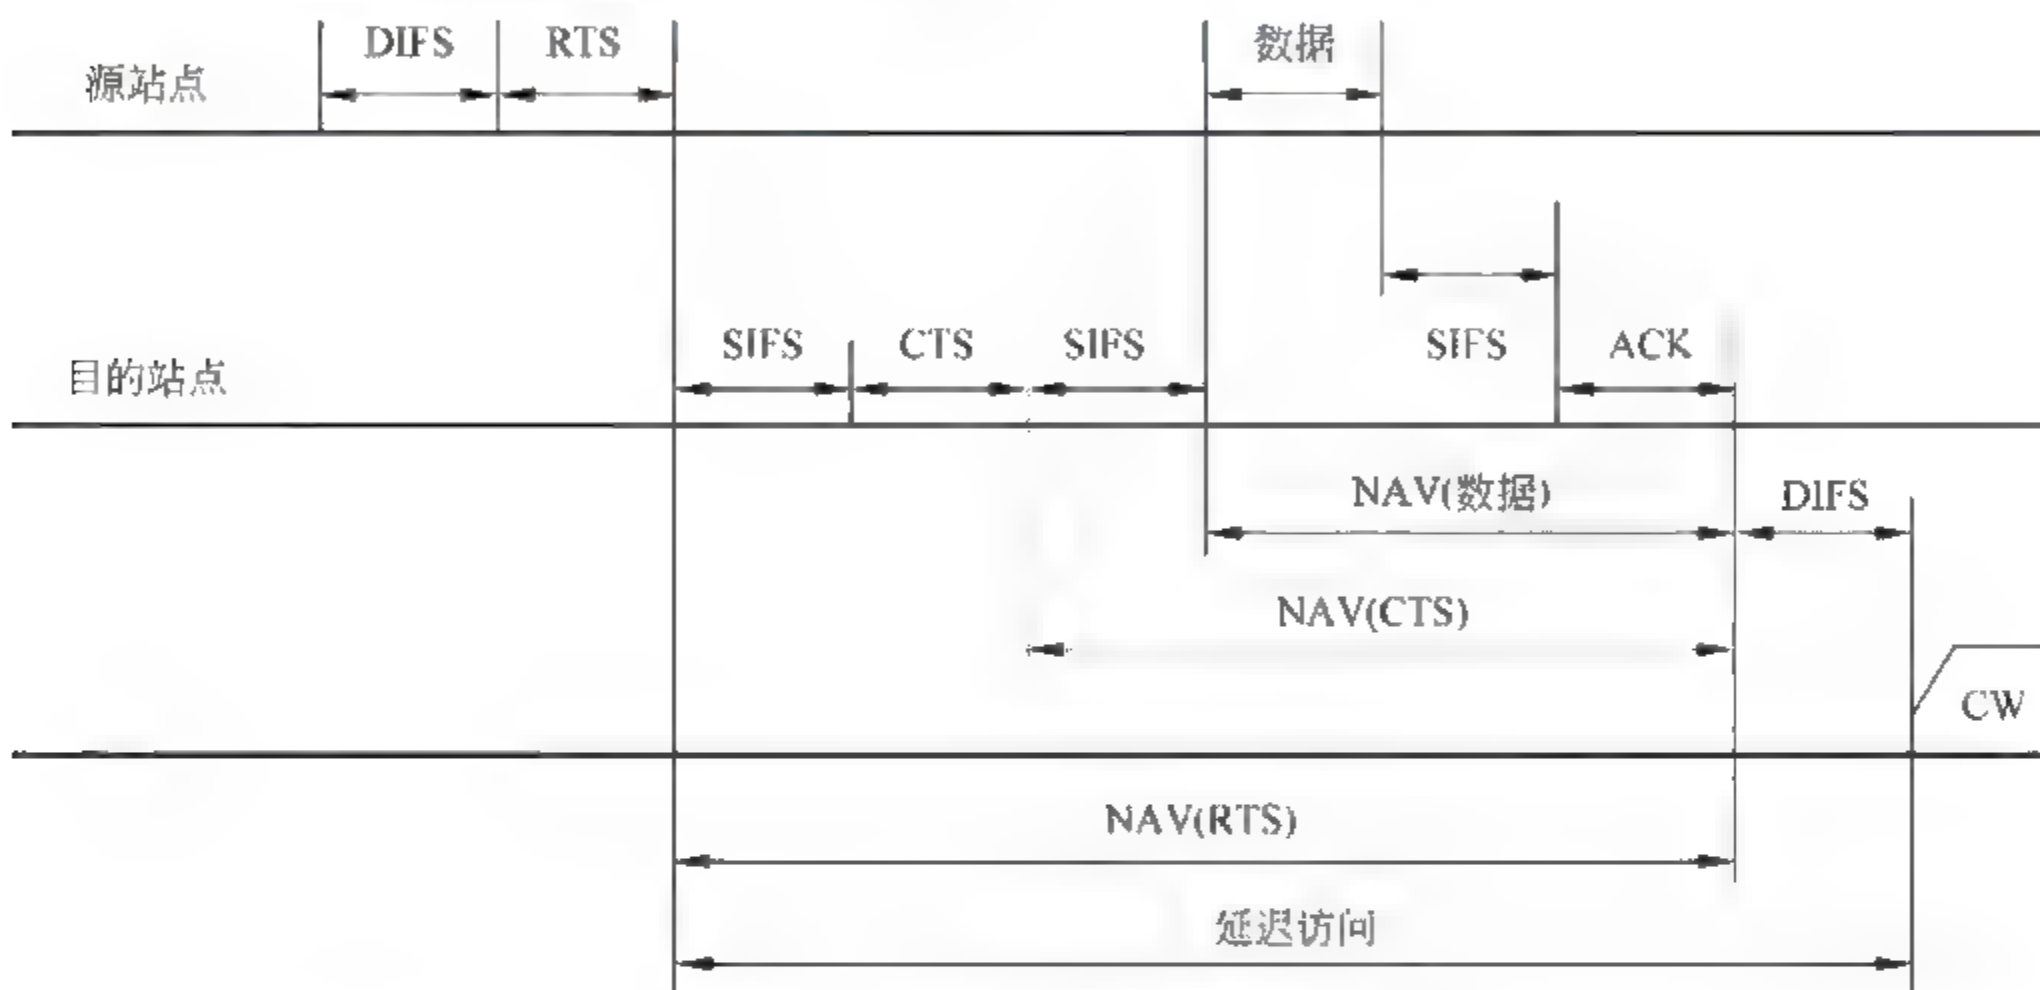 DIFS RTS 数据
源站点
SIFS CTS SIFS SIFS ACK
目的站点
NAV(数据) DIFS
NAV(CTS)
CW
NAV(RTS)
延迟访问